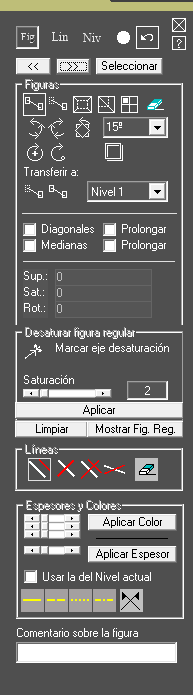 Fig Lin Niv
?
<< >>> Seleccionar
Figuras
15º
Transferir a:
Nivel 1
Diagonales Prolongar
Medianas Prolongar
Sup.: 0
Sat.: 0
Rot.: 0
Desaturar figura regular
Marcar eje desaturación
Saturación
2
Aplicar
Limpiar Mostrar Fig. Reg.
Líneas
Espesores y Colores
Aplicar Color
Aplicar Espesor
Usar la del Nivel actual
Comentario sobre la figura